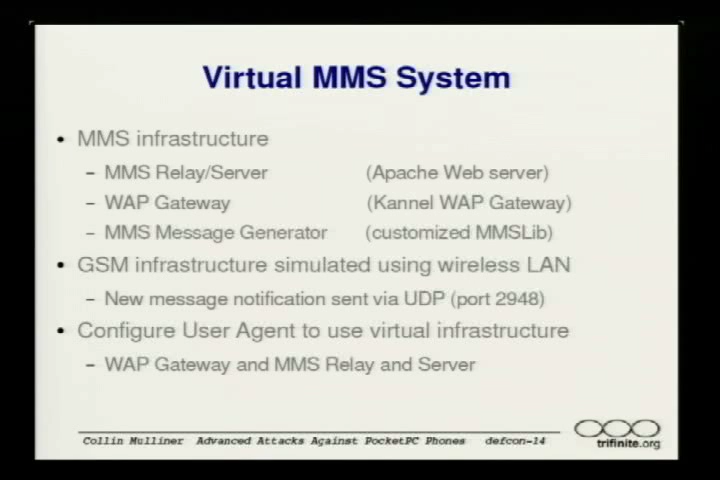 Virtual MMS System
• MMS infrastructure
– MMS Relay/Server (Apache Web server)
– WAP Gateway (Kannel WAP Gateway)
– MMS Message Generator (customized MMSLib)
• GSM infrastructure simulated using wireless LAN
– New message notification sent via UDP (port 2948)
• Configure User Agent to use virtual infrastructure
– WAP Gateway and MMS Relay and Server
Collin Mulliner Advanced Attacks Against PocketPC Phones defcon-14
trifinite.org